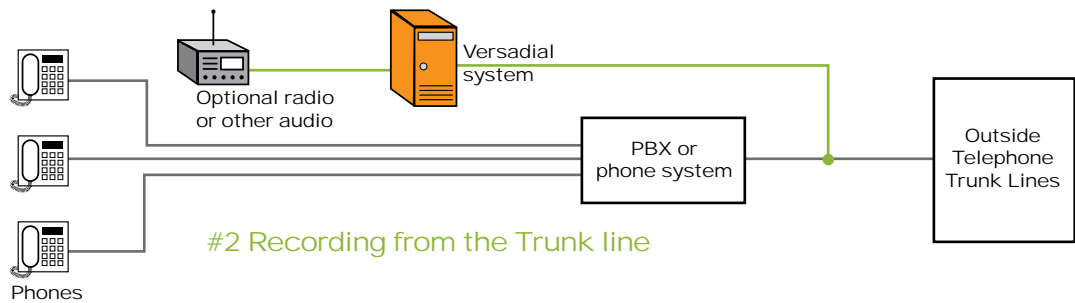 Versadial
system
Optional radio
or other audio
PBX or
phone system
Outside
Telephone
Trunk Lines
#2 Recording from the Trunk line
Phones